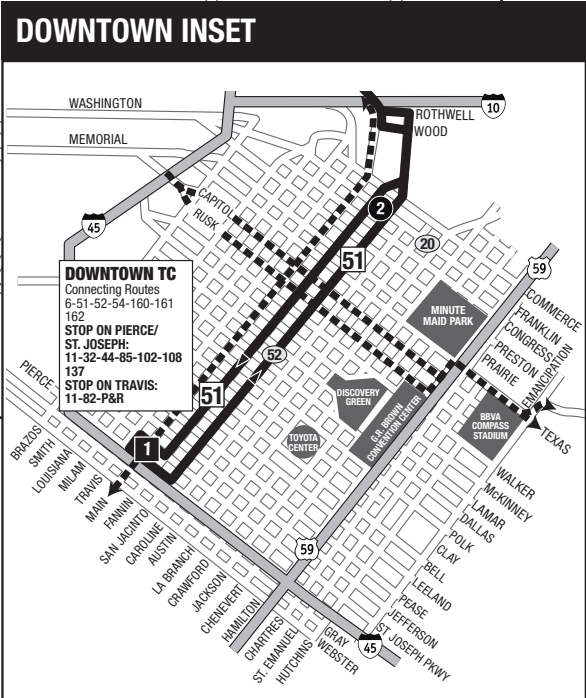 DOWNTOWN INSET
WASHINGTON
MEMORIAL
ROTHWELL
WOOD
10
CAPITOL
RUSK
45
2
20
51
59
DOWNTOWN TC
Connecting Routes
6-51-52-54-160-161
162
STOP ON PIERCE/
ST. JOSEPH:
11-32-44-85-102-108
137
STOP ON TRAVIS:
11-82-P&R
MINUTE
MAID PARK
COMMERCE
FRANKLIN
CONGRESS
PRESTON
PRAIRIE
EMANCIPATION
TEXAS
52
51
DISCOVERY
GREEN
G.R. BROWN
CONVENTION CENTER
BBVA
COMPASS
STADIUM
TOYOTA
CENTER
1
PIERCE
BRAZOS
SMITH
LOUISIANA
MILAM
TRAVIS
MAIN
FANNIN
SAN JACINTO
CAROLINE
AUSTIN
LA BRANCH
CRAWFORD
JACKSON
CHENEVERT
HAMILTON
CHARTRES
ST. EMANUEL
HUTCHINS
59
WALKER
McKINNEY
LAMAR
DALLAS
POLK
CLAY
BELL
LEELAND
PEASE
JEFFERSON
ST JOSEPH PKWY
GRAY
WEBSTER
45